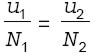 u₁/N₁ = u₂/N₂